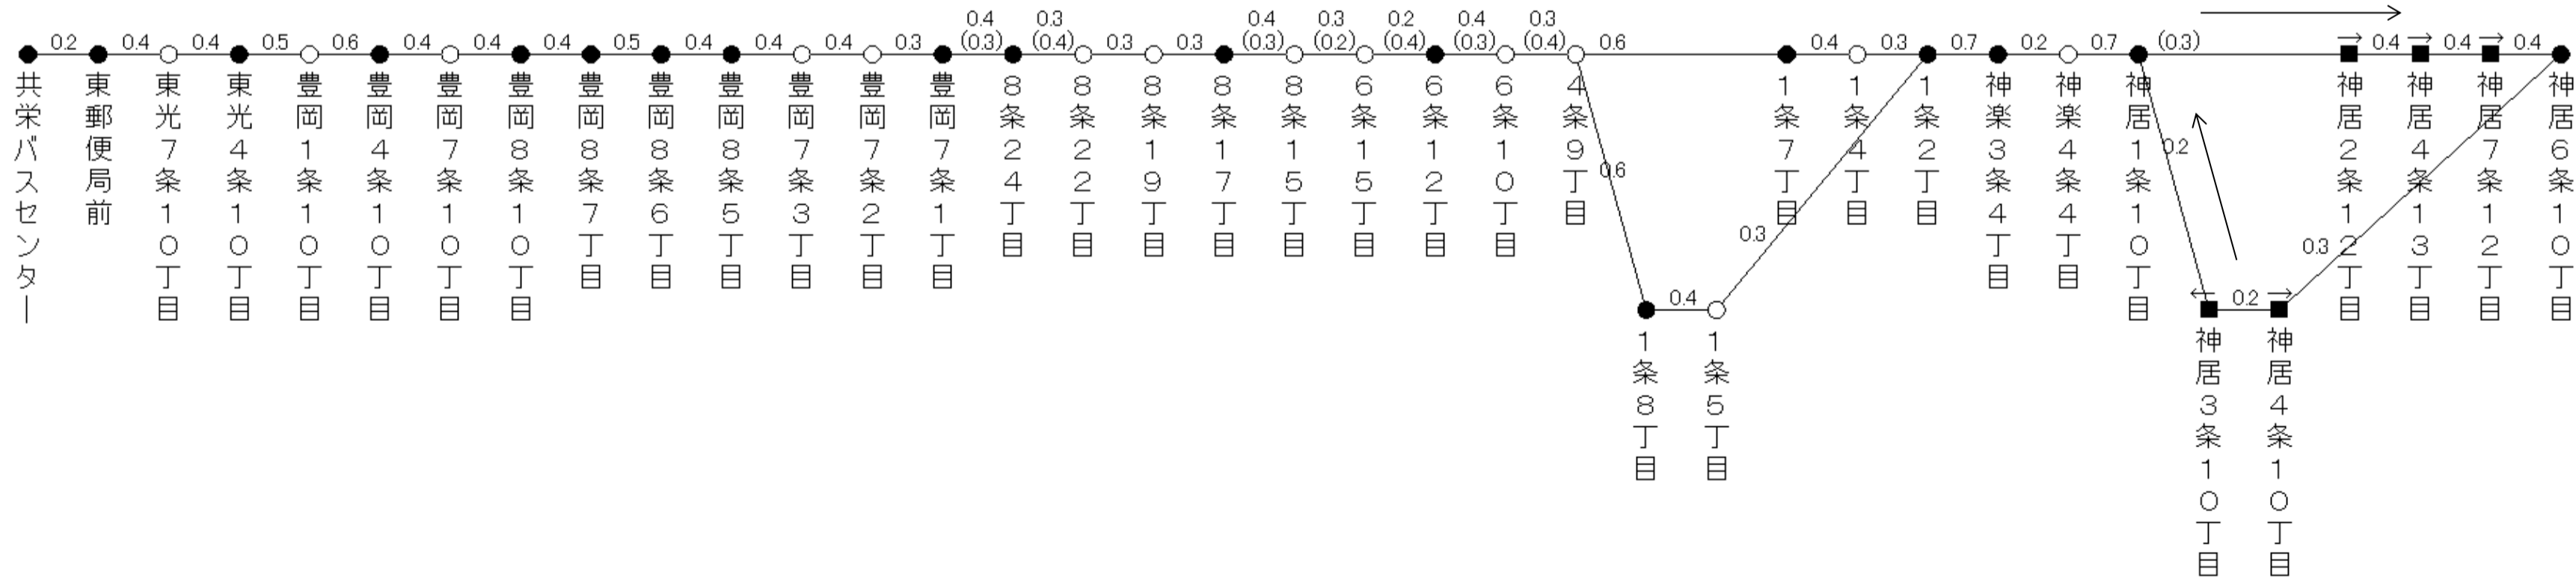 0.2
0.4
0.4
0.5
0.6
0.4
0.4
0.4
0.5
0.4
0.4
0.4
0.3
0.4
(0.3)
0.3
(0.4)
0.3
0.3
0.4
(0.3)
0.3
(0.2)
0.2
(0.4)
0.4
(0.3)
0.3
(0.4)
0.6
0.4
0.3
0.7
0.2
0.7
(0.3)
→
0.4
→
0.4
→
0.4
共栄バスセンター
東郵便局前
東光7条10丁目
東光4条10丁目
豊岡1条10丁目
豊岡4条10丁目
豊岡7条10丁目
豊岡8条10丁目
豊岡8条7丁目
豊岡8条6丁目
豊岡8条5丁目
豊岡7条3丁目
豊岡7条2丁目
豊岡7条1丁目
8条24丁目
8条22丁目
8条19丁目
8条17丁目
8条15丁目
6条15丁目
6条12丁目
6条10丁目
4条9丁目
1条7丁目
1条4丁目
1条2丁目
神楽3条4丁目
神楽4条4丁目
神居1条10丁目
神居2条12丁目
神居4条13丁目
神居7条12丁目
神居6条10丁目
0.6
0.4
0.3
0.2
←
0.2
→
0.3
1条8丁目
1条5丁目
神居3条10丁目
神居4条10丁目